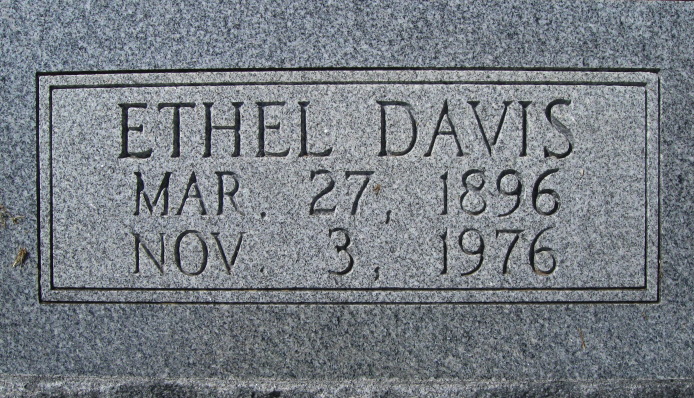 ETHEL DAVIS
MAR. 27, 1896
NOV. 3, 1976